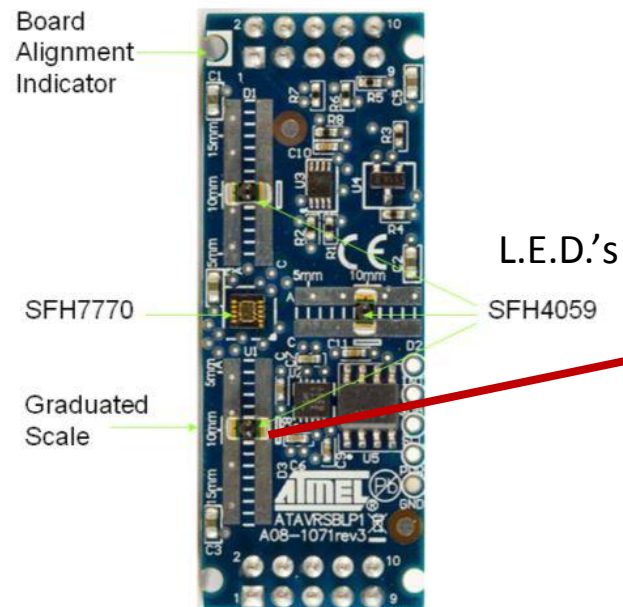 Board
Alignment
Indicator
2
10
1
9
C1
D1
R7
R6
R5
C5
R8
R3
C10
15mm
U3
U4
10mm
R2
R1
R4
CE
C2
5mm
C
L.E.D.'s
5mm
10mm
A
SFH7770
SFH4059
U1
C
C11
D2
5mm
Graduated
Scale
10mm
C6
C9
U5
D3
15mm
ATMEL
®
GND
ATAVRSBLP1
A08-1071rev3
C3
2
10
1
9